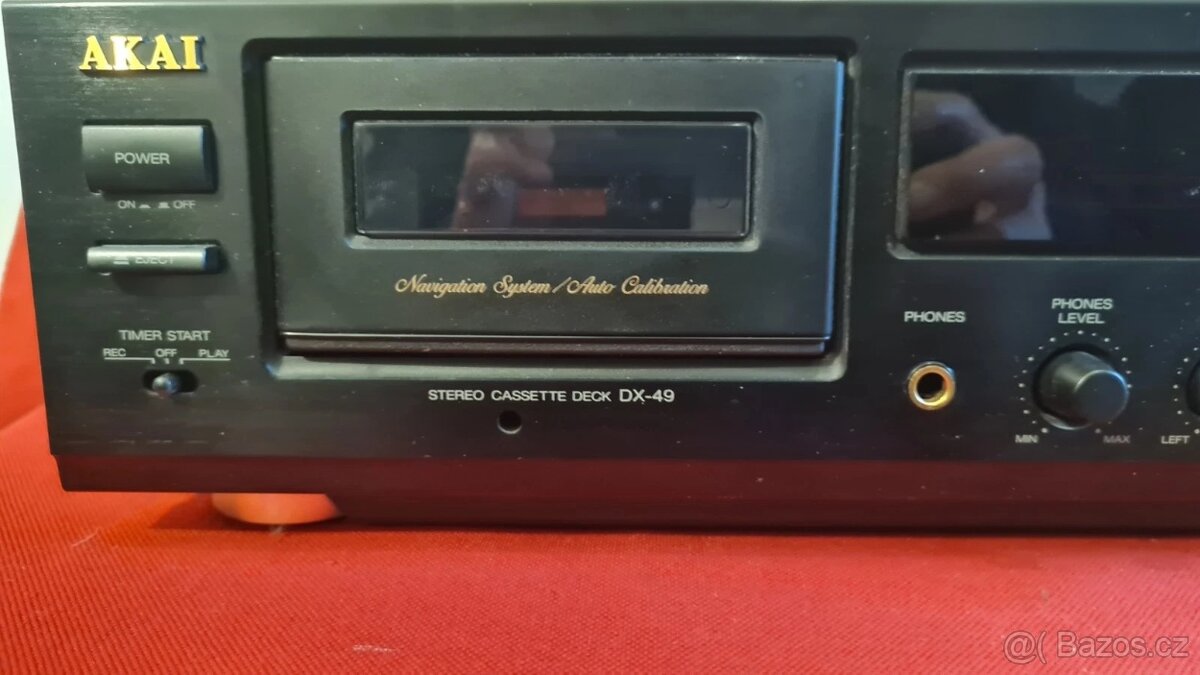 AKAI
POWER
ON OFF
EJECT
TIMER START
REC OFF PLAY
Navigation System / Auto Calibration
STEREO CASSETTE DECK DX-49
PHONES
PHONES
LEVEL
MIN MAX
LEFT
@( Bazos.cz